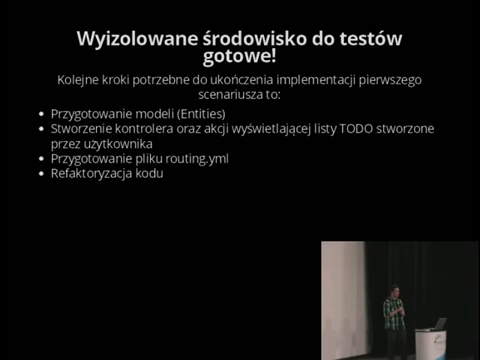 Wyizolowane środowisko do testów
gotowe!
Kolejne kroki potrzebne do ukończenia implementacji pierwszego
scenariusza to:
Przygotowanie modeli (Entities)
Stworzenie kontrolera oraz akcji wyświetlającej listy TODO stworzone
przez użytkownika
Przygotowanie pliku routing.yml
Refaktoryzacja kodu